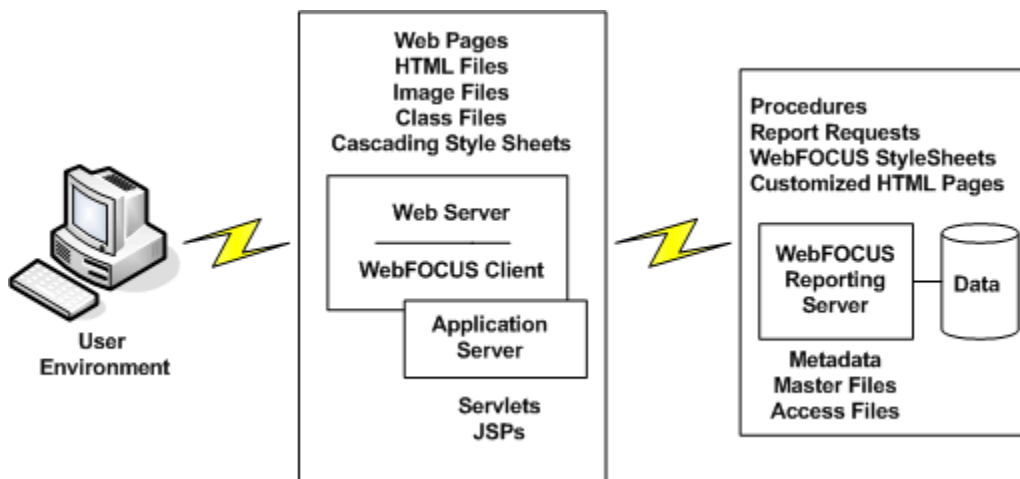 User
Environment
Web Pages
HTML Files
Image Files
Class Files
Cascading Style Sheets
Web Server
WebFOCUS Client
Application
Server
Servlets
JSPs
Procedures
Report Requests
WebFOCUS StyleSheets
Customized HTML Pages
WebFOCUS
Reporting
Server
Data
Metadata
Master Files
Access Files